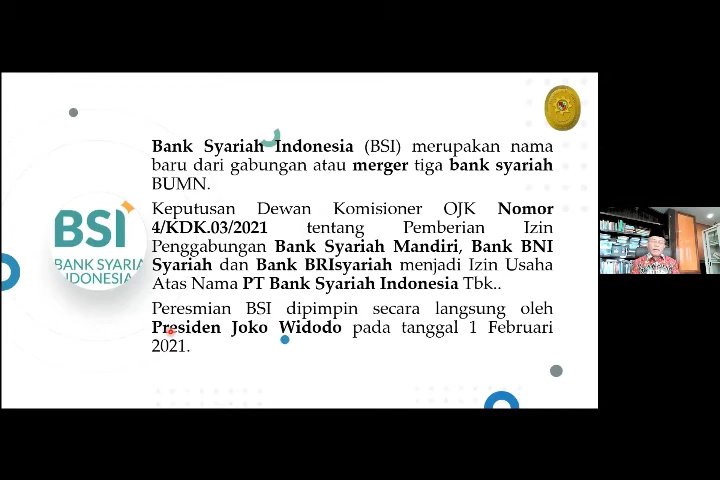 Bank Syariah Indonesia (BSI) merupakan nama
baru dari gabungan atau merger tiga bank syariah
BUMN.
Keputusan Dewan Komisioner OJK Nomor
4/KDK.03/2021 tentang Pemberian Izin
Penggabungan Bank Syariah Mandiri, Bank BNI
Syariah dan Bank BRIsyariah menjadi Izin Usaha
Atas Nama PT Bank Syariah Indonesia Tbk..
Peresmian BSI dipimpin secara langsung oleh
Presiden Joko Widodo pada tanggal 1 Februari
2021.
BSI
BANK SYARIA
INDONESIA